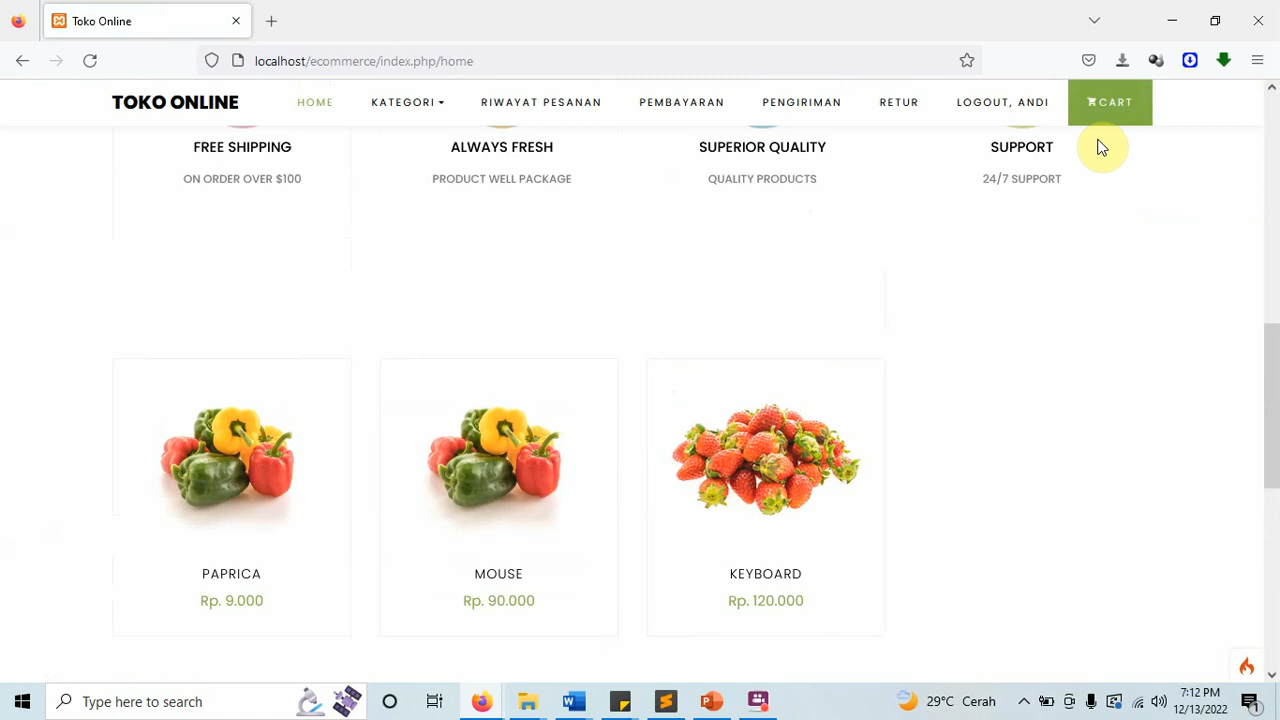 Toko Online
localhost/ecommerce/index.php/home
TOKO ONLINE HOME KATEGORI RIWAYAT PESANAN PEMBAYARAN PENGIRIMAN RETUR LOGOUT, ANDI CART
FREE SHIPPING ALWAYS FRESH SUPERIOR QUALITY SUPPORT
ON ORDER OVER $100 PRODUCT WELL PACKAGE QUALITY PRODUCTS 24/7 SUPPORT
PAPRICA MOUSE KEYBOARD
Rp. 9.000 Rp. 90.000 Rp. 120.000
Type here to search 29°C Cerah 7:12 PM
12/13/2022